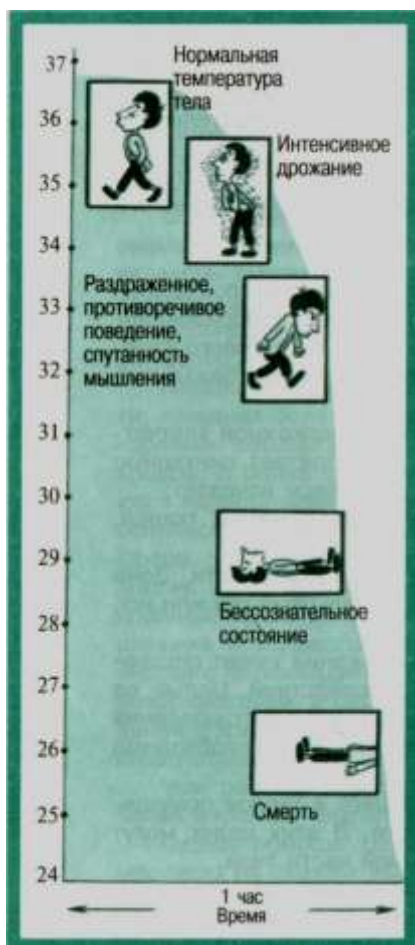 37
Нормальная
температура
тела
36
Интенсивное
дрожание
35
34
Раздраженное,
противоречивое
поведение,
спутанность
мышления
33
32
31
30
29
Бессознательное
состояние
28
27
26
Смерть
25
24
1 час
Время